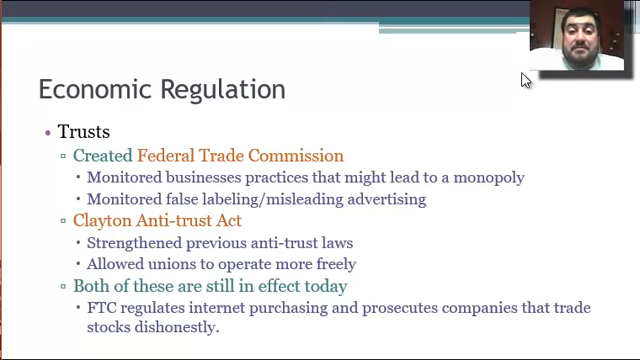 Economic Regulation
• Trusts
▫ Created Federal Trade Commission
• Monitored businesses practices that might lead to a monopoly
• Monitored false labeling/misleading advertising
▫ Clayton Anti-trust Act
• Strengthened previous anti-trust laws
• Allowed unions to operate more freely
▫ Both of these are still in effect today
• FTC regulates internet purchasing and prosecutes companies that trade
stocks dishonestly.